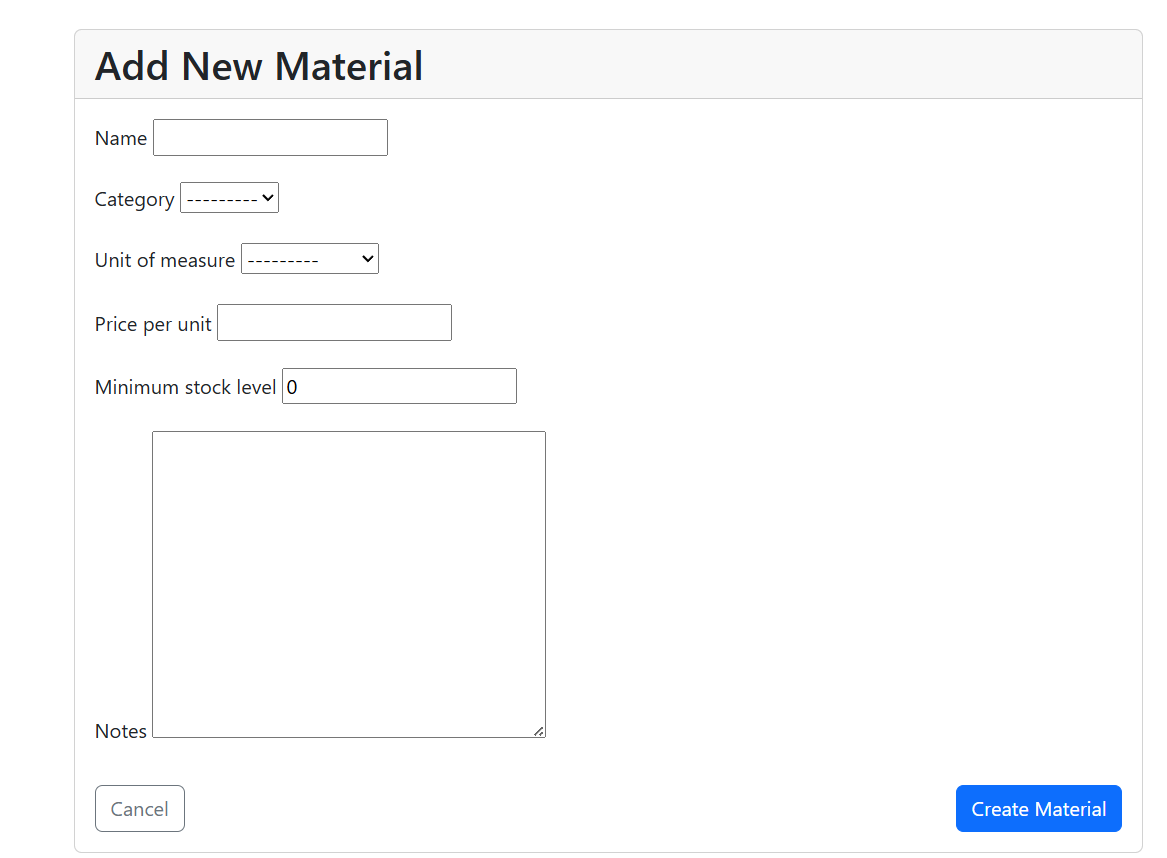 Add New Material
Name
Category ---------
Unit of measure ---------
Price per unit
Minimum stock level 0
Notes
Cancel Create Material